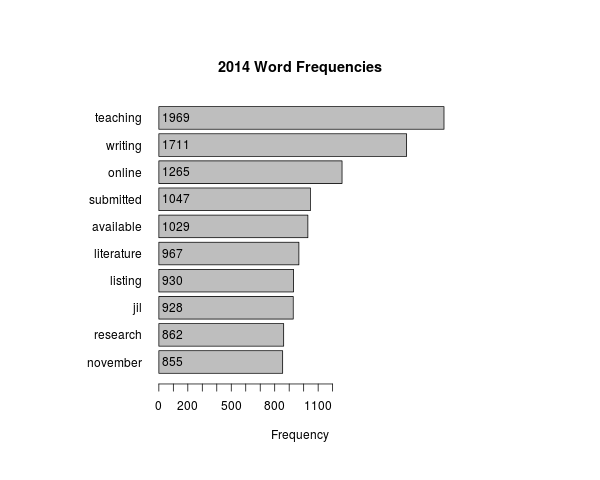 2014 Word Frequencies
teaching 1969
writing 1711
online 1265
submitted 1047
available 1029
literature 967
listing 930
jil 928
research 862
november 855
0 200 500 800 1100
Frequency